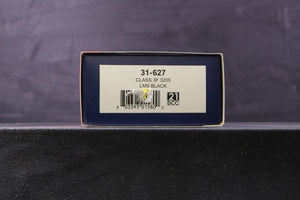 31-627
CLASS 3F 3205
LMS BLACK
21
DCC